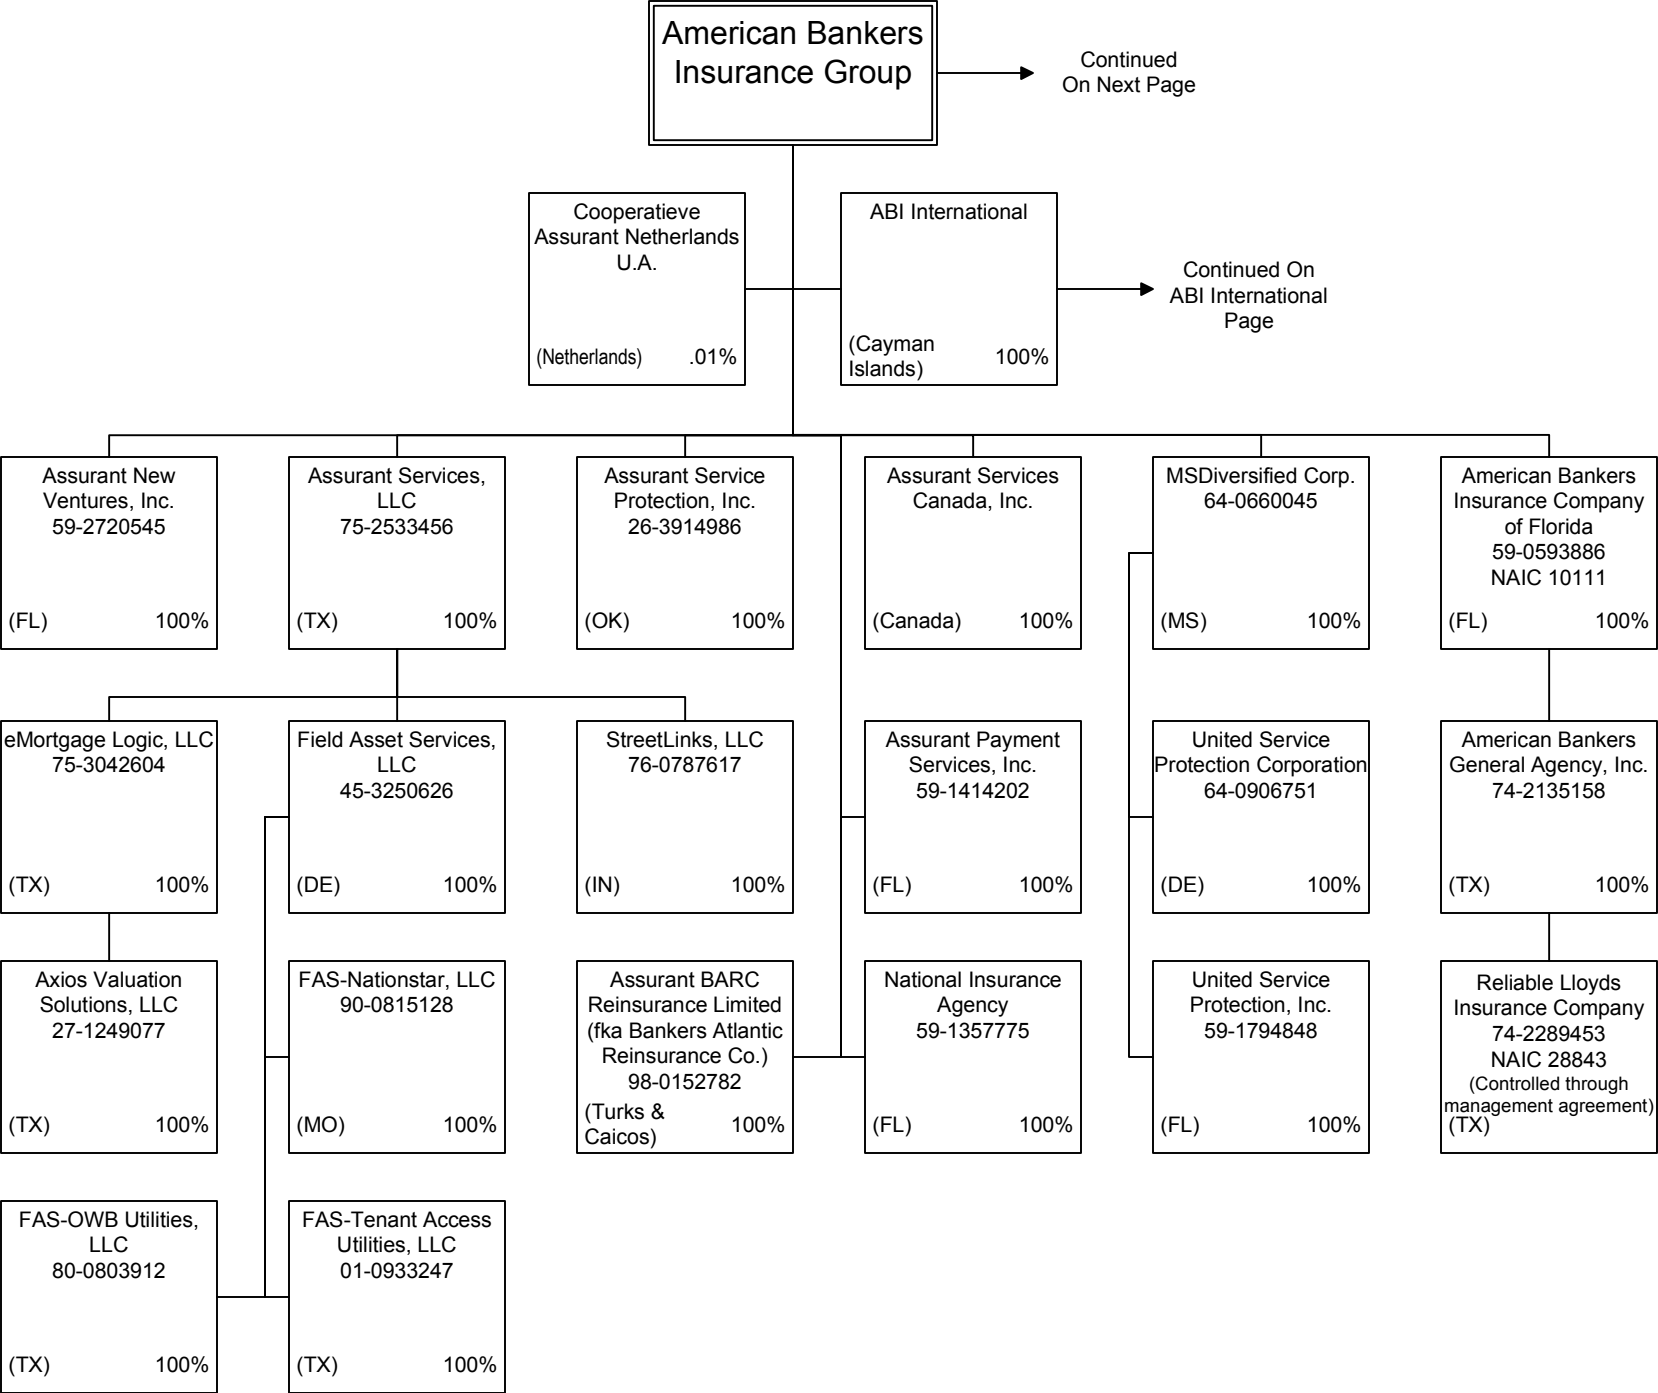 American Bankers
Insurance Group
Continued
On Next Page
Cooperatieve
Assurant Netherlands
U.A.
(Netherlands) .01%
ABI International
(Cayman
Islands) 100%
Continued On
ABI International
Page
Assurant New
Ventures, Inc.
59-2720545
(FL) 100%
Assurant Services,
LLC
75-2533456
(TX) 100%
Assurant Service
Protection, Inc.
26-3914986
(OK) 100%
Assurant Services
Canada, Inc.
(Canada) 100%
MSDiversified Corp.
64-0660045
(MS) 100%
American Bankers
Insurance Company
of Florida
59-0593886
NAIC 10111
(FL) 100%
eMortgage Logic, LLC
75-3042604
(TX) 100%
Field Asset Services,
LLC
45-3250626
(DE) 100%
StreetLinks, LLC
76-0787617
(IN) 100%
Assurant Payment
Services, Inc.
59-1414202
(FL) 100%
United Service
Protection Corporation
64-0906751
(DE) 100%
American Bankers
General Agency, Inc.
74-2135158
(TX) 100%
Axios Valuation
Solutions, LLC
27-1249077
(TX) 100%
FAS-Nationstar, LLC
90-0815128
(MO) 100%
Assurant BARC
Reinsurance Limited
(fka Bankers Atlantic
Reinsurance Co.)
98-0152782
(Turks &
Caicos) 100%
National Insurance
Agency
59-1357775
(FL) 100%
United Service
Protection, Inc.
59-1794848
(FL) 100%
Reliable Lloyds
Insurance Company
74-2289453
NAIC 28843
(Controlled through
management agreement)
(TX)
FAS-OWB Utilities,
LLC
80-0803912
(TX) 100%
FAS-Tenant Access
Utilities, LLC
01-0933247
(TX) 100%